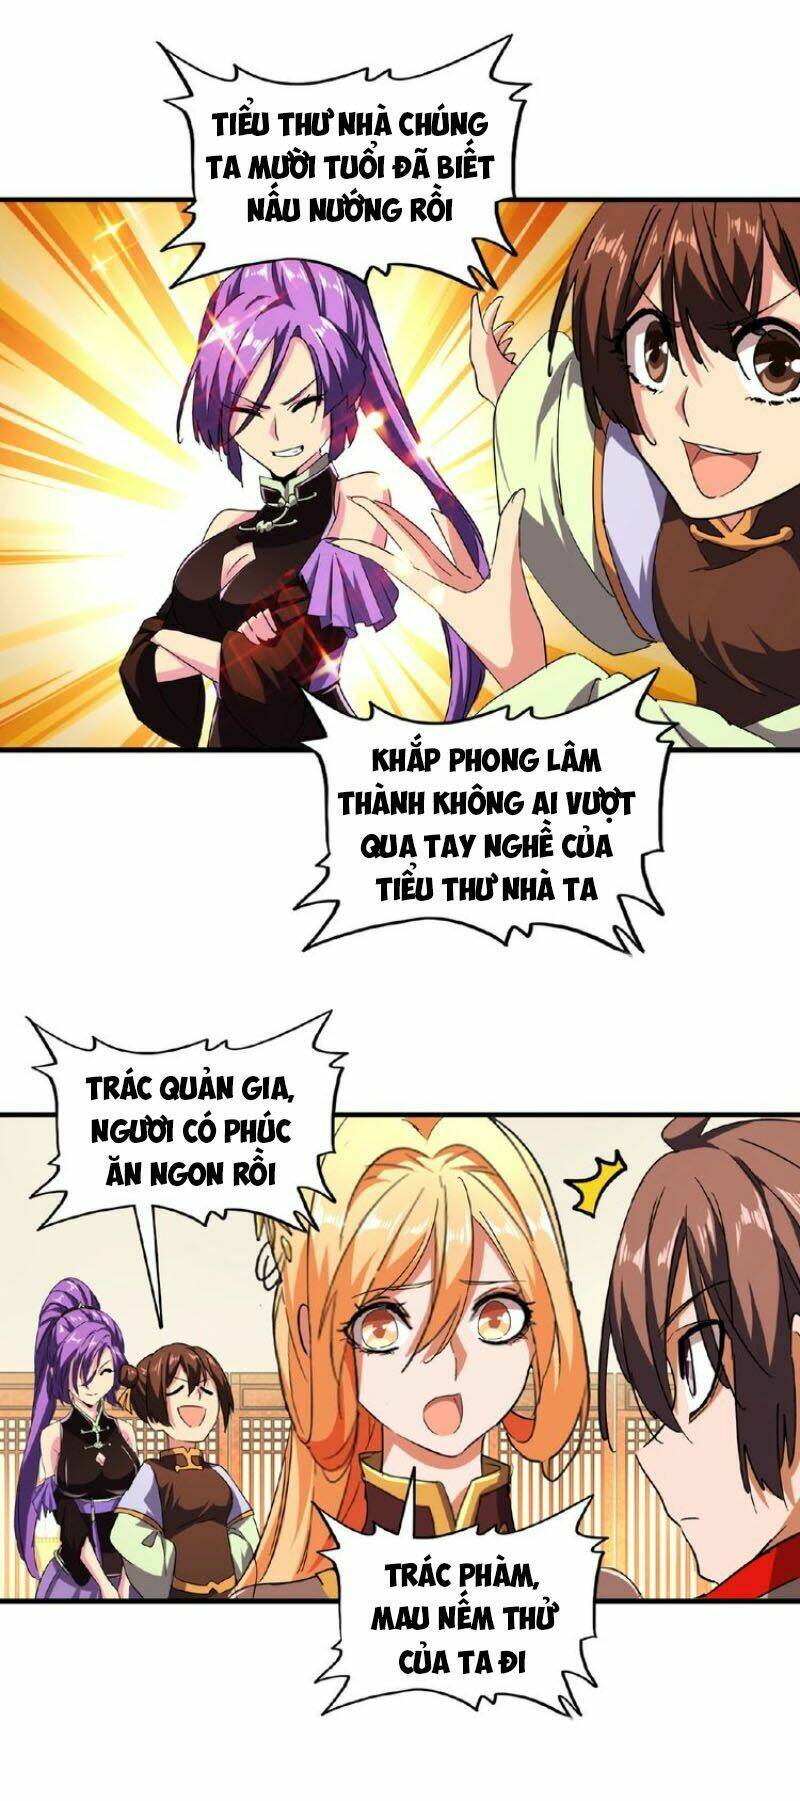 TIỂU THƯ NHÀ CHÚNG
TA MƯỜI TUỔI ĐÃ BIẾT
NẤU NƯỚNG RỒI
KHẮP PHONG LÂM
THÀNH KHÔNG AI VƯỢT
QUA TAY NGHỀ CỦA
TIỂU THƯ NHÀ TA
TRÁC QUẢN GIA,
NGƯƠI CÓ PHÚC
ĂN NGON RỒI
TRÁC PHÀM,
MAU NẾM THỬ
CỦA TA ĐI